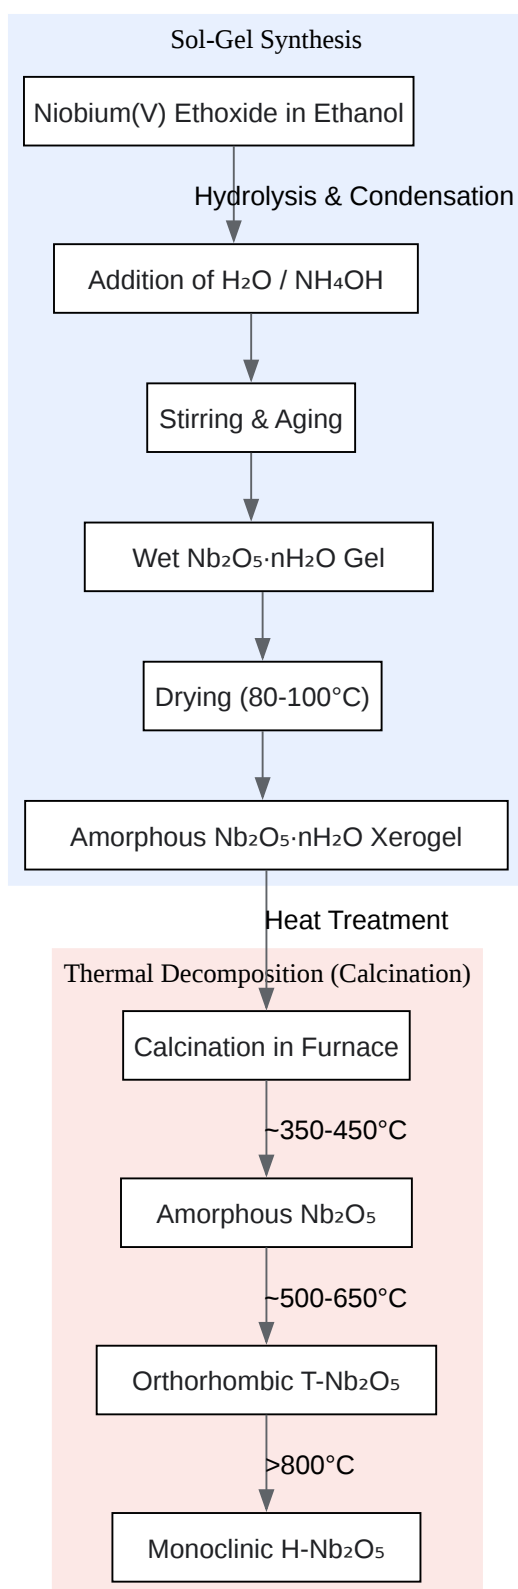 Sol-Gel Synthesis
Niobium(V) Ethoxide in Ethanol
Hydrolysis & Condensation
Addition of H₂O / NH₄OH
Stirring & Aging
Wet Nb₂O₅·nH₂O Gel
Drying (80-100°C)
Amorphous Nb₂O₅·nH₂O Xerogel
Heat Treatment
Thermal Decomposition (Calcination)
Calcination in Furnace
~350-450°C
Amorphous Nb₂O₅
~500-650°C
Orthorhombic T-Nb₂O₅
>800°C
Monoclinic H-Nb₂O₅